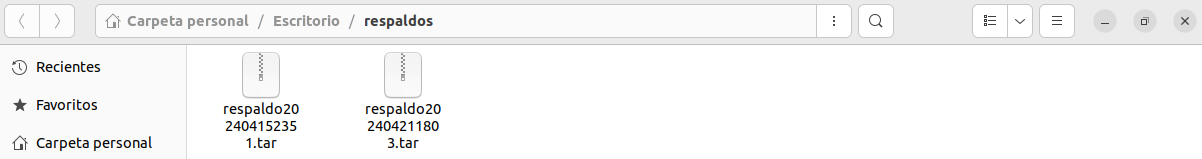 Carpeta personal / Escritorio / respaldos
Recientes
Favoritos
Carpeta personal
respaldo20
240415235
1.tar
respaldo20
240421180
3.tar